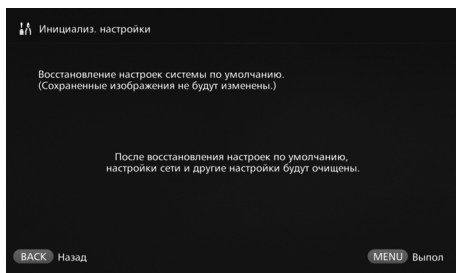 Инициализ. настройки
Восстановление настроек системы по умолчанию.
(Сохраненные изображения не будут изменены.)
После восстановления настроек по умолчанию,
настройки сети и другие настройки будут очищены.
BACK Назад
MENU Выпол